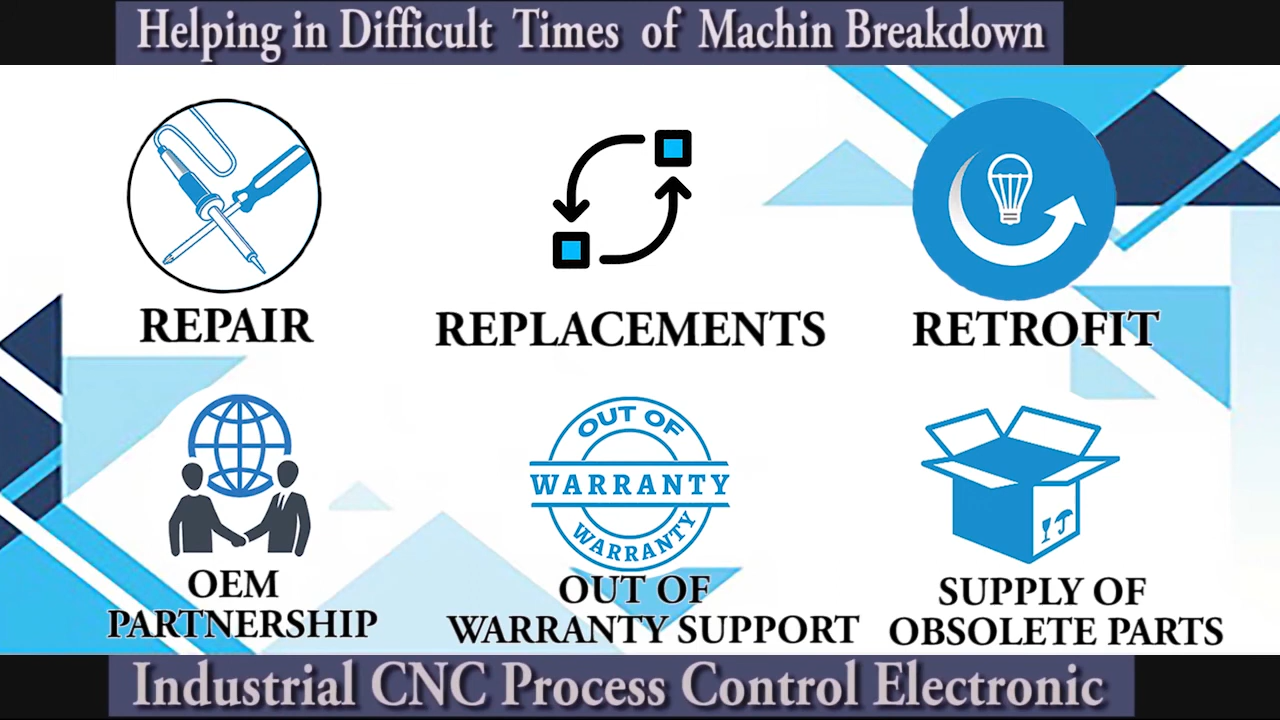 Helping in Difficult Times of Machin Breakdown
REPAIR
REPLACEMENTS
RETROFIT
OEM
PARTNERSHIP
OUT OF
WARRANTY
WARRANTY
OUT OF
WARRANTY SUPPORT
SUPPLY OF
OBSOLETE PARTS
Industrial CNC Process Control Electronic